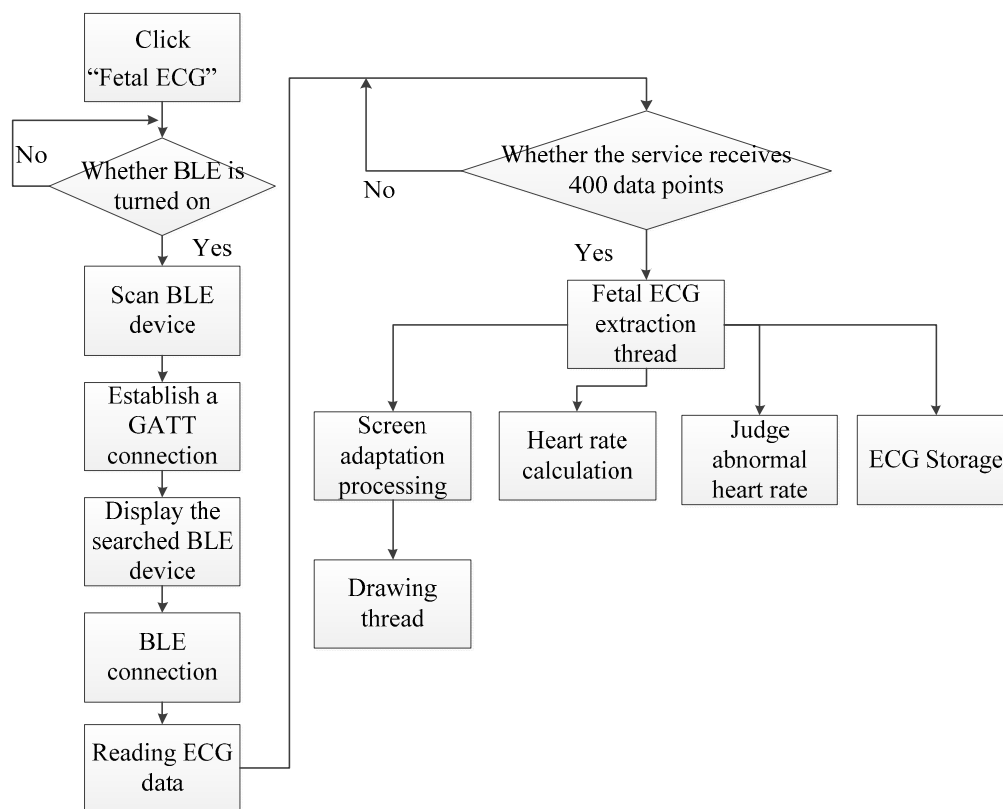 Click
“Fetal ECG”
No
Whether BLE is
turned on
Yes
Scan BLE
device
Establish a
GATT
connection
Display the
searched BLE
device
BLE
connection
Reading ECG
data
Whether the service receives
400 data points
No
Yes
Fetal ECG
extraction
thread
Screen
adaptation
processing
Heart rate
calculation
Judge
abnormal
heart rate
ECG Storage
Drawing
thread